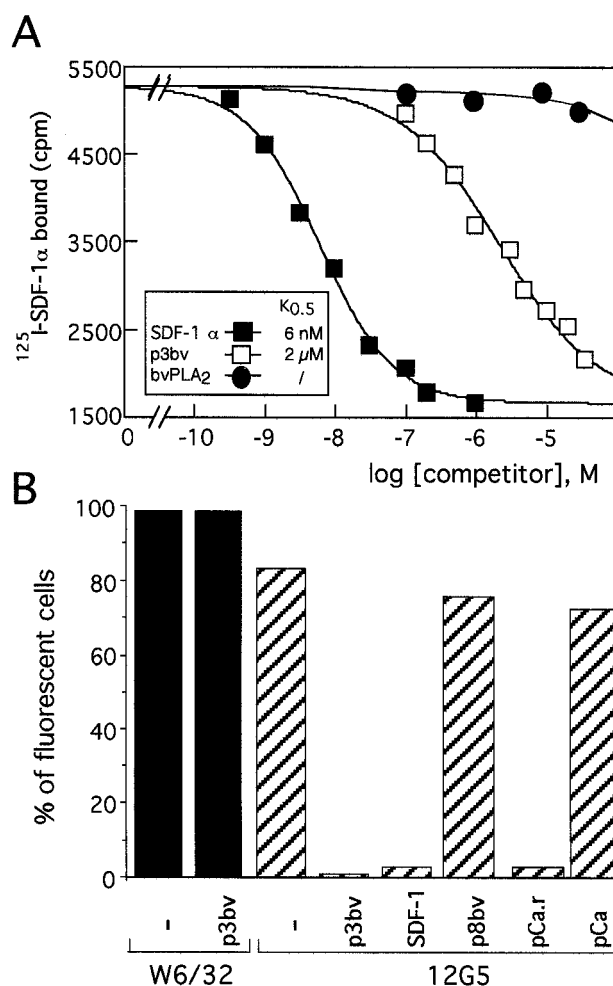 A
5500
4500
3500
2500
1500
125I-SDF-1α bound (cpm)
K0.5
SDF-1 α 6 nM
p3bv 2 µM
bvPLA2 /
0 -10 -9 -8 -7 -6 -5
log [competitor], M
B
100
80
60
40
20
0
% of fluorescent cells
- p3bv - p3bv SDF-1 p8bv pCa.r pCa
W6/32 12G5